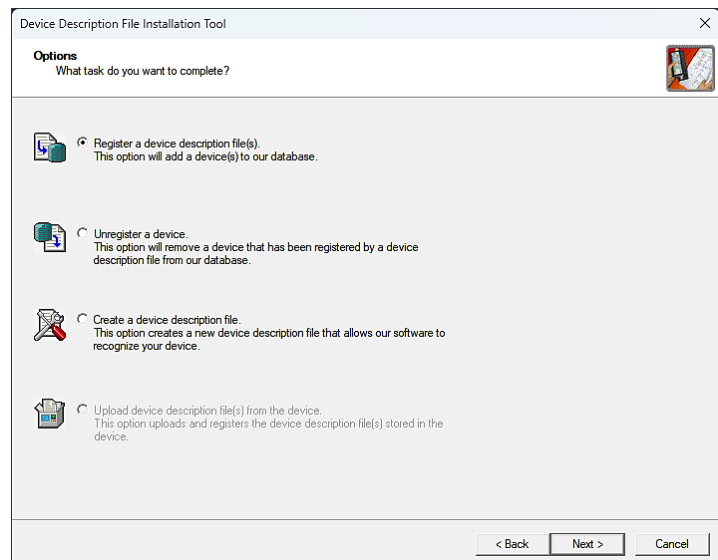 Device Description File Installation Tool
Options
What task do you want to complete?
Register a device description file(s).
This option will add a device(s) to our database.
Unregister a device.
This option will remove a device that has been registered by a device
description file from our database.
Create a device description file.
This option creates a new device description file that allows our software to
recognize your device.
Upload device description file(s) from the device.
This option uploads and registers the device description file(s) stored in the
device.
< Back Next > Cancel